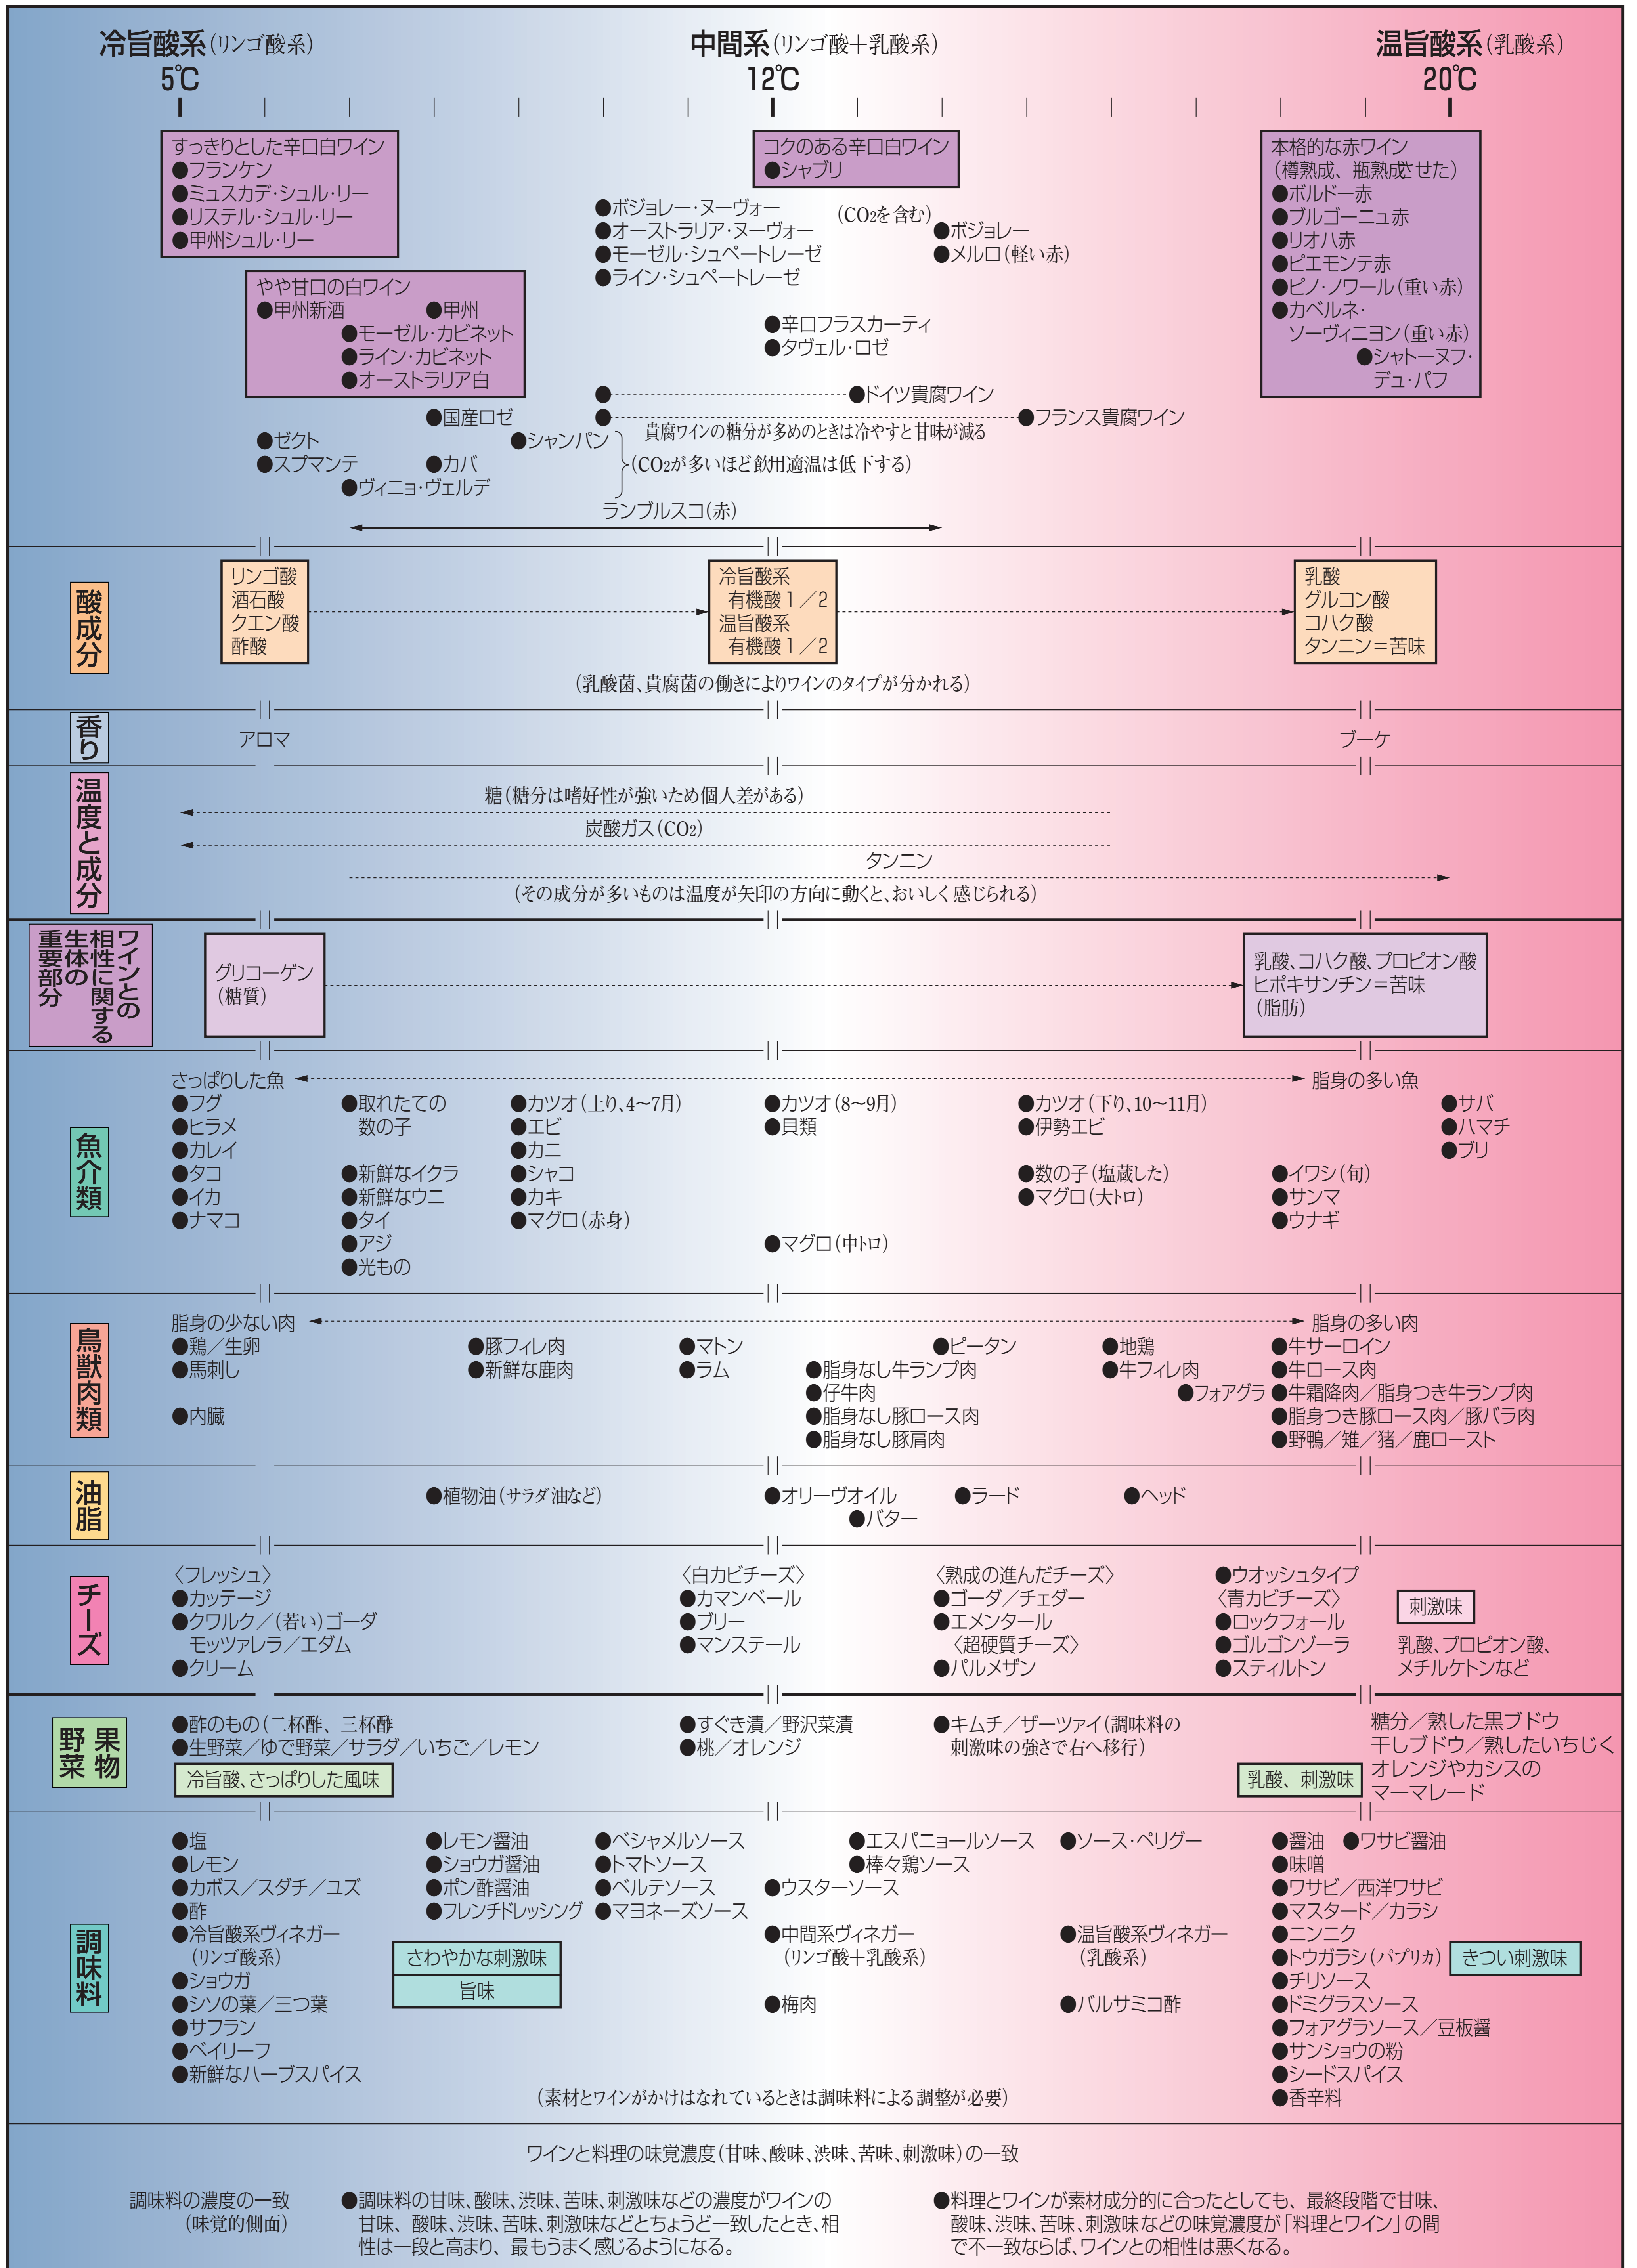 冷旨酸系(リンゴ酸系)
中間系(リンゴ酸＋乳酸系)
温旨酸系(乳酸系)
5℃
12℃
20℃
すっきりとした辛口白ワイン
●フランケン
●ミュスカデ・シュル・リー
●リステル・シュル・リー
●甲州シュル・リー
コクのある辛口白ワイン
●シャブリ
本格的な赤ワイン
(樽熟成、瓶熟成させた)
●ボルドー赤
●ブルゴーニュ赤
●リオハ赤
●ピエモンテ赤
●ピノ・ノワール(重い赤)
●カベルネ・
ソーヴィニヨン(重い赤)
●シャトーヌフ・
デュ・パフ
●ボジョレー・ヌーヴォー
●オーストラリア・ヌーヴォー
●モーゼル・シュペートレーゼ
●ライン・シュペートレーゼ
(CO2を含む)
●ボジョレー
●メルロ(軽い赤)
やや甘口の白ワイン
●甲州新酒 ●甲州
●モーゼル・カビネット
●ライン・カビネット
●オーストラリア白
●辛口フラスカーティ
●タヴェル・ロゼ
●ドイツ貴腐ワイン
●国産ロゼ
●フランス貴腐ワイン
貴腐ワインの糖分が多めのときは冷やすと甘味が減る
●ゼクト
●シャンパン
●スプマンテ
●カバ
(CO2が多いほど飲用適温は低下する)
●ヴィニョ・ヴェルデ
ランブルスコ(赤)
酸成分
リンゴ酸
酒石酸
クエン酸
酢酸
冷旨酸系
有機酸1／2
温旨酸系
有機酸1／2
乳酸
グルコン酸
コハク酸
タンニン＝苦味
(乳酸菌、貴腐菌の働きによりワインのタイプが分かれる)
香り
アロマ
ブーケ
温度と成分
糖(糖分は嗜好性が強いため個人差がある)
炭酸ガス(CO2)
タンニン
(その成分が多いものは温度が矢印の方向に動くと、おいしく感じられる)
ワインとの
相性に関する
生体の
重要部分
グリコーゲン
(糖質)
乳酸、コハク酸、プロピオン酸
ヒポキサンチン＝苦味
(脂肪)
魚介類
さっぱりした魚
脂身の多い魚
●フグ
●ヒラメ
●カレイ
●タコ
●イカ
●ナマコ
●取れたての
数の子
●新鮮なイクラ
●新鮮なウニ
●タイ
●アジ
●光もの
●カツオ(上り、4〜7月)
●エビ
●カニ
●シャコ
●カキ
●マグロ(赤身)
●カツオ(8〜9月)
●貝類
●マグロ(中トロ)
●カツオ(下り、10〜11月)
●伊勢エビ
●数の子(塩蔵した)
●マグロ(大トロ)
●イワシ(旬)
●サンマ
●ウナギ
●サバ
●ハマチ
●ブリ
鳥獣肉類
脂身の少ない肉
脂身の多い肉
●鶏／生卵
●馬刺し
●内臓
●豚フィレ肉
●新鮮な鹿肉
●マトン
●ラム
●脂身なし牛ランプ肉
●仔牛肉
●脂身なし豚ロース肉
●脂身なし豚肩肉
●ピータン
●地鶏
●牛フィレ肉
●フォアグラ
●牛サーロイン
●牛ロース肉
●牛霜降肉／脂身つき牛ランプ肉
●脂身つき豚ロース肉／豚バラ肉
●野鴨／雉／猪／鹿ロースト
油脂
●植物油(サラダ油など)
●オリーヴオイル
●バター
●ラード
●ヘッド
チーズ
〈フレッシュ〉
●カッテージ
●クワルク／(若い)ゴーダ
モッツァレラ／エダム
●クリーム
〈白カビチーズ〉
●カマンベール
●ブリー
●マンステール
〈熟成の進んだチーズ〉
●ゴーダ／チェダー
●エメンタール
〈超硬質チーズ〉
●パルメザン
●ウオッシュタイプ
〈青カビチーズ〉
●ロックフォール
●ゴルゴンゾーラ
●スティルトン
刺激味
乳酸、プロピオン酸、
メチルケトンなど
果物
野菜
●酢のもの(二杯酢、三杯酢
●生野菜／ゆで野菜／サラダ／いちご／レモン
冷旨酸、さっぱりした風味
●すぐき漬／野沢菜漬
●桃／オレンジ
●キムチ／ザーツァイ(調味料の
刺激味の強さで右へ移行)
乳酸、刺激味
糖分／熟した黒ブドウ
干しブドウ／熟したいちじく
オレンジやカシスの
マーマレード
調味料
●塩
●レモン
●カボス／スダチ／ユズ
●酢
●冷旨酸系ヴィネガー
(リンゴ酸系)
●ショウガ
●シソの葉／三つ葉
●サフラン
●ベイリーフ
●新鮮なハーブスパイス
●レモン醤油
●ショウガ醤油
●ポン酢醤油
●フレンチドレッシング
さわやかな刺激味
旨味
●ベシャメルソース
●トマトソース
●ベルテソース
●マヨネーズソース
●エスパニョールソース
●棒々鶏ソース
●ウスターソース
●中間系ヴィネガー
(リンゴ酸＋乳酸系)
●梅肉
●ソース・ペリグー
●温旨酸系ヴィネガー
(乳酸系)
●バルサミコ酢
●醤油 ●ワサビ醤油
●味噌
●ワサビ／西洋ワサビ
●マスタード／カラシ
●ニンニク
●トウガラシ(パプリカ)
●チリソース
●ドミグラスソース
●フォアグラソース／豆板醤
●サンショウの粉
●シードスパイス
●香辛料
きつい刺激味
(素材とワインがかけはなれているときは調味料による調整が必要)
ワインと料理の味覚濃度(甘味、酸味、渋味、苦味、刺激味)の一致
調味料の濃度の一致
(味覚的側面)
●調味料の甘味、酸味、渋味、苦味、刺激味などの濃度がワインの
甘味、酸味、渋味、苦味、刺激味などとちょうど一致したとき、相
性は一段と高まり、最もうまく感じるようになる。
●料理とワインが素材成分的に合ったとしても、最終段階で甘味、
酸味、渋味、苦味、刺激味などの味覚濃度が「料理とワイン」の間
で不一致ならば、ワインとの相性は悪くなる。